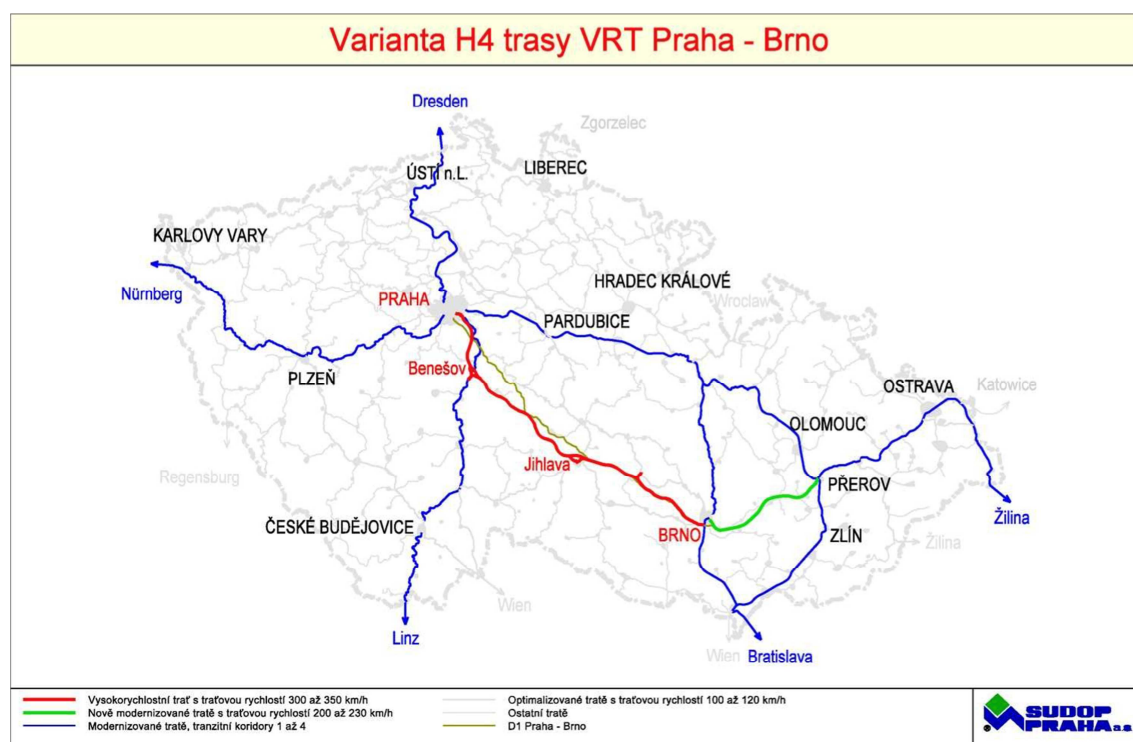 Varianta H4 trasy VRT Praha - Brno
Dresden
Zgorzelec
ÚSTÍ n.L.
LIBEREC
KARLOVY VARY
HRADEC KRÁLOVÉ
Nürnberg
PRAHA
Wroclaw
PARDUBICE
Benešov
PLZEŇ
OSTRAVA
Katowice
OLOMOUC
Jihlava
Regensburg
PŘEROV
Žilina
ČESKÉ BUDĚJOVICE
BRNO
ZLÍN
Žilina
Wien
Linz
Wien
Bratislava
Vysokorychlostní trať s traťovou rychlostí 300 až 350 km/h
Nově modernizované tratě s traťovou rychlostí 200 až 230 km/h
Modernizované tratě, tranzitní koridory 1 až 4
Optimalizované tratě s traťovou rychlostí 100 až 120 km/h
Ostatní tratě
D1 Praha - Brno
SUDOP
PRAHA a.s.